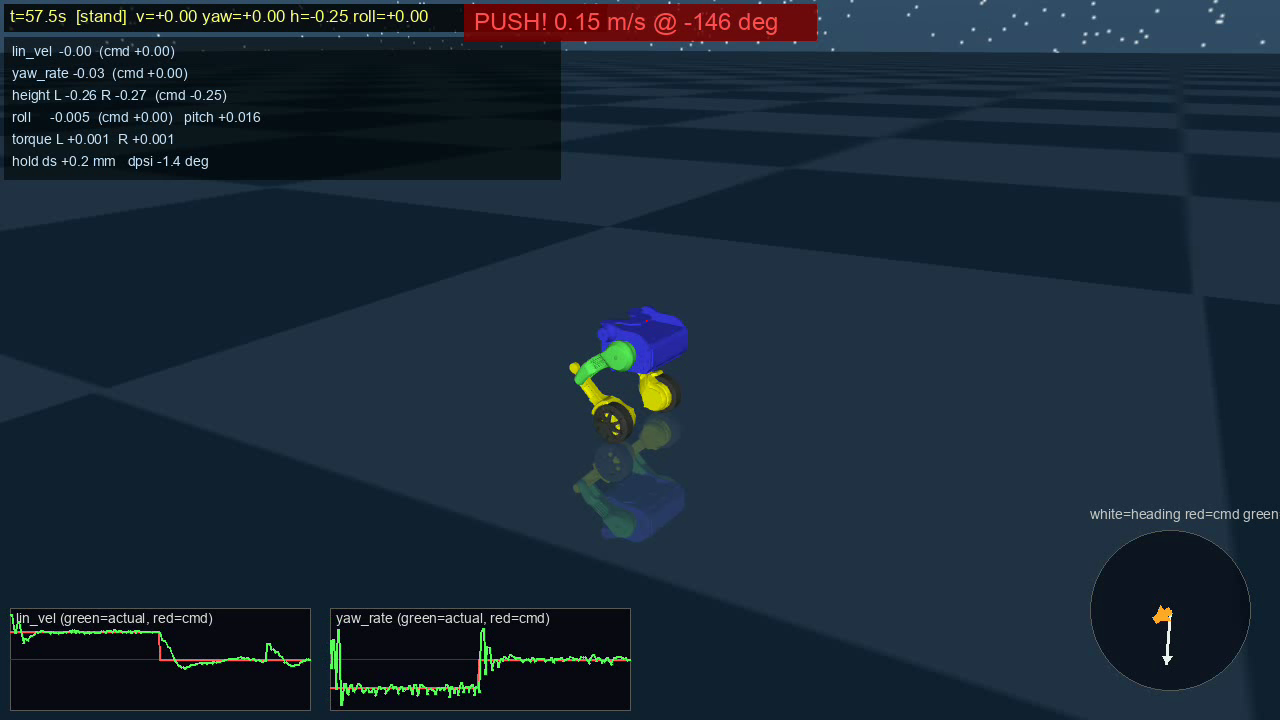 t=57.5s [stand] v=+0.00 yaw=+0.00 h=-0.25 roll=+0.00
PUSH! 0.15 m/s @ -146 deg
lin_vel -0.00 (cmd +0.00)
yaw_rate -0.03 (cmd +0.00)
height L -0.26 R -0.27 (cmd -0.25)
roll -0.005 (cmd +0.00) pitch +0.016
torque L +0.001 R +0.001
hold ds +0.2 mm dpsi -1.4 deg
white=heading red=cmd green
lin_vel (green=actual, red=cmd)
yaw_rate (green=actual, red=cmd)